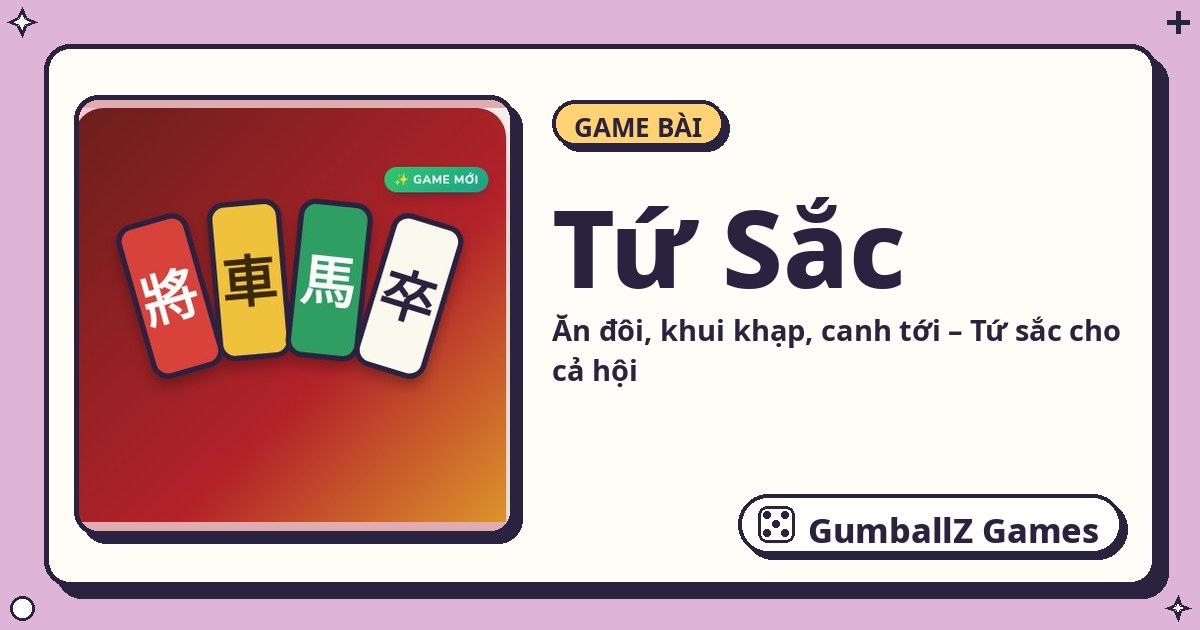 ✨ GAME MỚI
將 車 馬 卒
GAME BÀI
Tứ Sắc
Ăn đôi, khui khạp, canh tới – Tứ sắc cho
cả hội
GumballZ Games